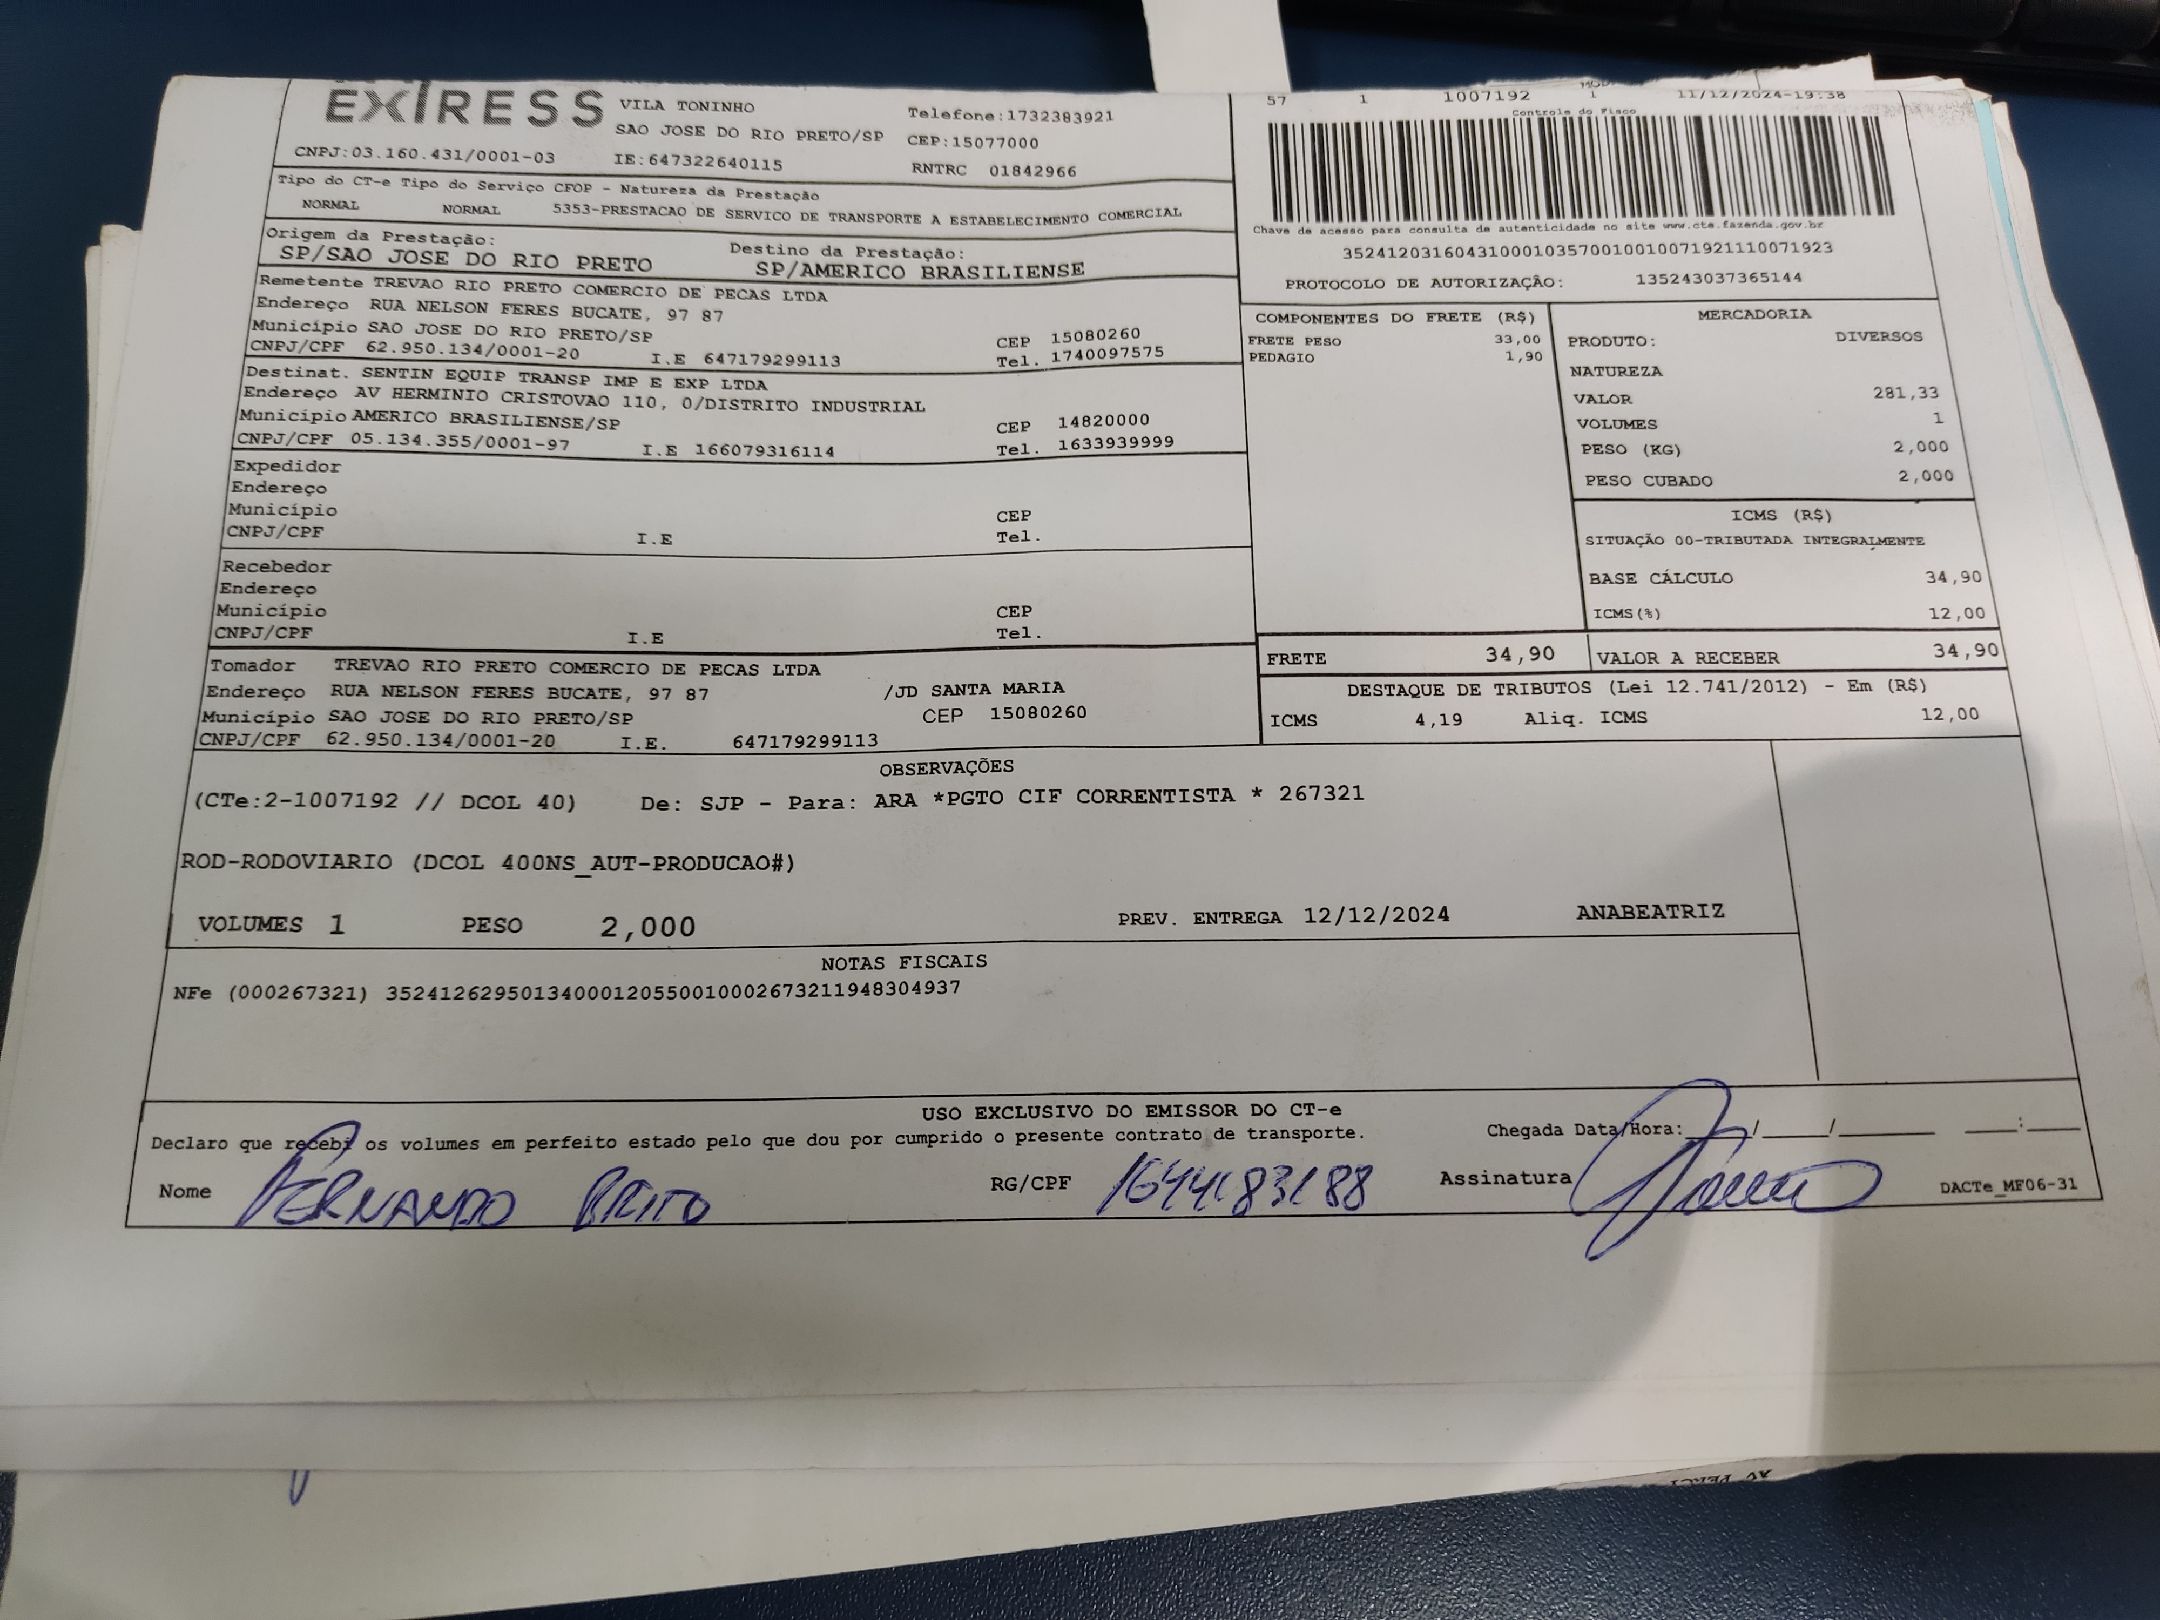 EXPRESS
VILA TONINHO
SAO JOSE DO RIO PRETO/SP
Telefone:1732383921
CEP:15077000
CNPJ:03.160.431/0001-03 IE:647322640115 RNTRC 01842966
57 1 1007192 1 11/12/2024-19:38
Controle do Fisco
Chave de acesso para consulta de autenticidade no site www.cte.fazenda.gov.br
35241203160431000103570010010071921110071923
PROTOCOLO DE AUTORIZAÇÃO: 135243037365144
Tipo do CT-e Tipo do Serviço CFOP - Natureza da Prestação
NORMAL NORMAL 5353-PRESTACAO DE SERVICO DE TRANSPORTE A ESTABELECIMENTO COMERCIAL
Origem da Prestação: Destino da Prestação:
SP/SAO JOSE DO RIO PRETO SP/AMERICO BRASILIENSE
Remetente TREVAO RIO PRETO COMERCIO DE PECAS LTDA
Endereço RUA NELSON FERES BUCATE, 97 87
Município SAO JOSE DO RIO PRETO/SP CEP 15080260
CNPJ/CPF 62.950.134/0001-20 I.E 647179299113 Tel. 1740097575
Destinat. SENTIN EQUIP TRANSP IMP E EXP LTDA
Endereço AV HERMINIO CRISTOVAO 110, 0/DISTRITO INDUSTRIAL
Município AMERICO BRASILIENSE/SP CEP 14820000
CNPJ/CPF 05.134.355/0001-97 I.E 166079316114 Tel. 1633939999
Expedidor
Endereço
Município CEP
CNPJ/CPF I.E Tel.
Recebedor
Endereço
Município CEP
CNPJ/CPF I.E Tel.
Tomador TREVAO RIO PRETO COMERCIO DE PECAS LTDA
Endereço RUA NELSON FERES BUCATE, 97 87 /JD SANTA MARIA
Município SAO JOSE DO RIO PRETO/SP CEP 15080260
CNPJ/CPF 62.950.134/0001-20 I.E. 647179299113
COMPONENTES DO FRETE (R$)
FRETE PESO 33,00
PEDAGIO 1,90
MERCADORIA
PRODUTO: DIVERSOS
NATUREZA
VALOR 281,33
VOLUMES 1
PESO (KG) 2,000
PESO CUBADO 2,000
ICMS (R$)
SITUAÇÃO 00-TRIBUTADA INTEGRALMENTE
BASE CÁLCULO 34,90
ICMS(%) 12,00
FRETE 34,90 VALOR A RECEBER 34,90
DESTAQUE DE TRIBUTOS (Lei 12.741/2012) - Em (R$)
ICMS 4,19 Aliq. ICMS 12,00
OBSERVAÇÕES
(CTe:2-1007192 // DCOL 40) De: SJP - Para: ARA *PGTO CIF CORRENTISTA * 267321
ROD-RODOVIARIO (DCOL 400NS_AUT-PRODUCAO#)
VOLUMES 1 PESO 2,000 PREV. ENTREGA 12/12/2024 ANABEATRIZ
NOTAS FISCAIS
NFe (000267321) 35241262950134000120550010002673211948304937
USO EXCLUSIVO DO EMISSOR DO CT-e
Declaro que recebi os volumes em perfeito estado pelo que dou por cumprido o presente contrato de transporte. Chegada Data/Hora:___/____/______ ___:___
Nome FERNANDO BRITO RG/CPF Assinatura DACTe_MF06-31